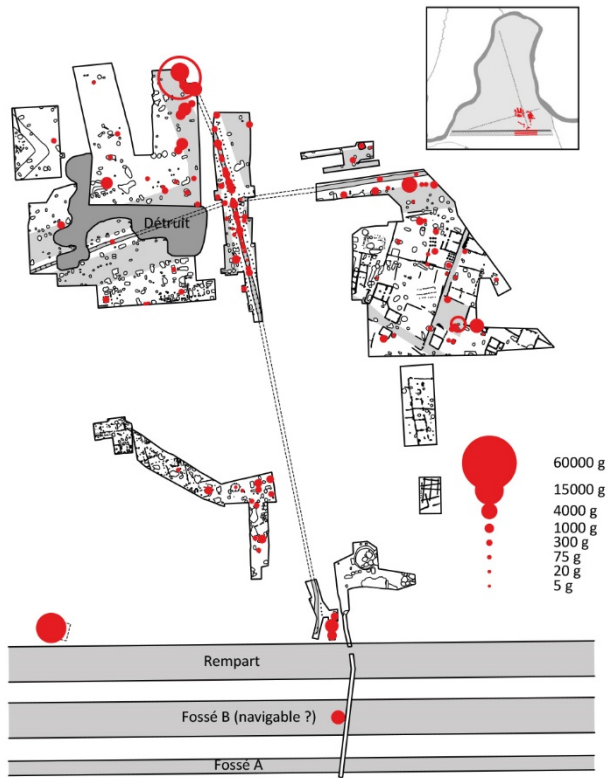 Détruit
60000 g
15000 g
4000 g
1000 g
300 g
75 g
20 g
5 g
Rempart
Fossé B (navigable ?)
Fossé A